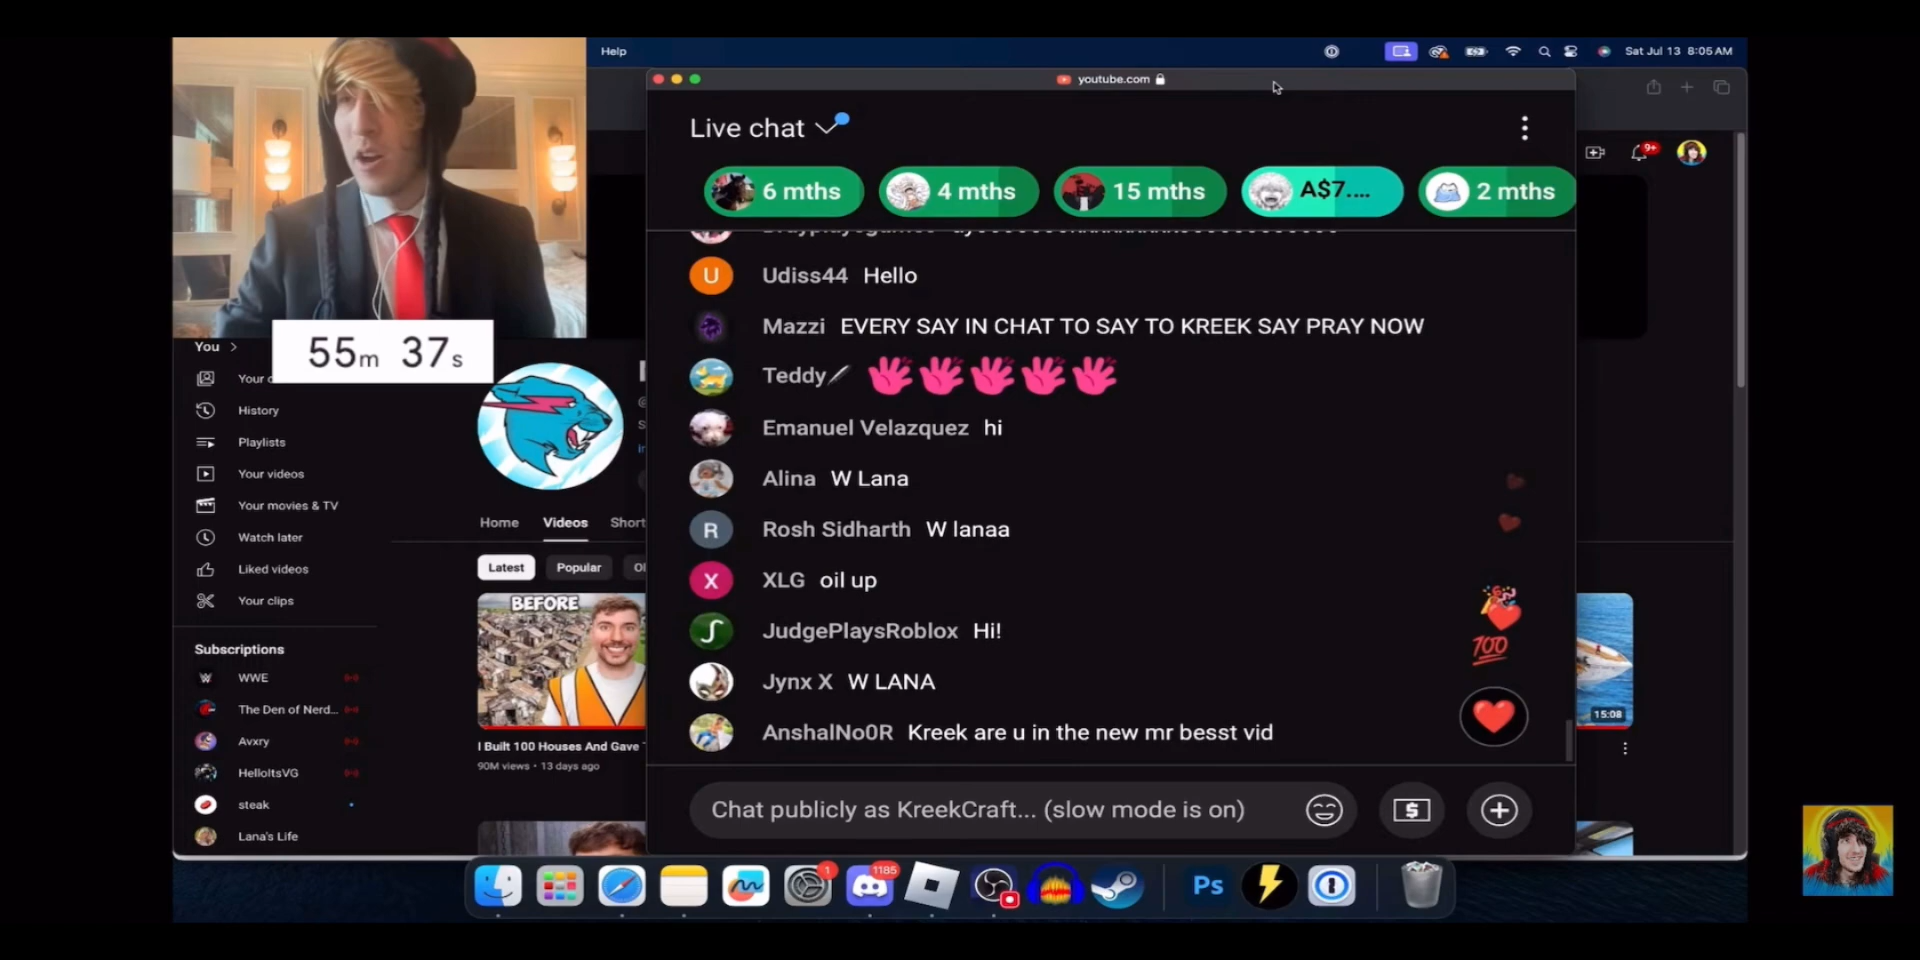 Help
Sat Jul 13 8:05 AM
youtube.com
Live chat
9+
6 mths
4 mths
15 mths
A$7....
2 mths
U
Udiss44 Hello
Mazzi EVERY SAY IN CHAT TO SAY TO KREEK SAY PRAY NOW
Teddy
Emanuel Velazquez hi
Alina W Lana
R
Rosh Sidharth W lanaa
X
XLG oil up
JudgePlaysRoblox Hi!
Jynx X W LANA
AnshalNo0R Kreek are u in the new mr besst vid
100
Chat publicly as KreekCraft... (slow mode is on)
$
55m 37s
You
Your
History
Playlists
Your videos
Your movies & TV
Watch later
Liked videos
Your clips
Subscriptions
WWE
The Den of Nerd...
Avxry
HelloItsVG
steak
Lana's Life
Home Videos Short
Latest Popular
BEFORE
I Built 100 Houses And Gave
90M views • 13 days ago
15:08
1
1185
Ps